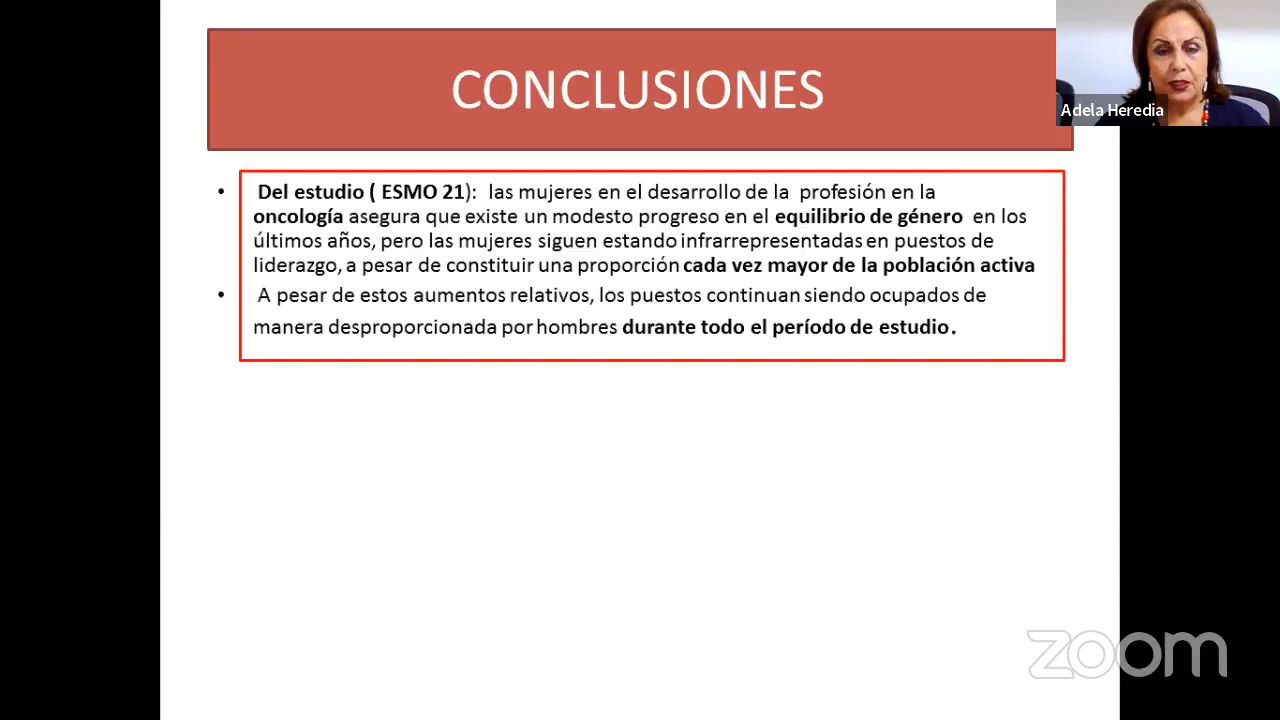 CONCLUSIONES
Adela Heredia
• Del estudio ( ESMO 21): las mujeres en el desarrollo de la profesión en la
oncología asegura que existe un modesto progreso en el equilibrio de género en los
últimos años, pero las mujeres siguen estando infrarrepresentadas en puestos de
liderazgo, a pesar de constituir una proporción cada vez mayor de la población activa
• A pesar de estos aumentos relativos, los puestos continuan siendo ocupados de
manera desproporcionada por hombres durante todo el período de estudio.
zoom